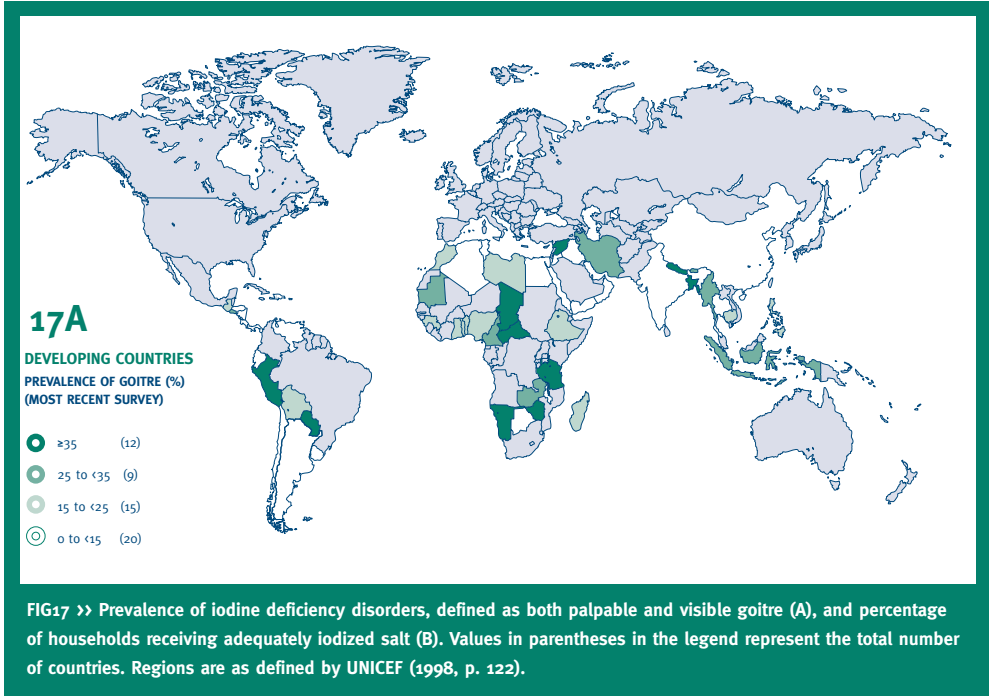 17A
DEVELOPING COUNTRIES
PREVALENCE OF GOITRE (%)
(MOST RECENT SURVEY)
≥35 (12)
25 to <35 (9)
15 to <25 (15)
0 to <15 (20)
FIG17 >> Prevalence of iodine deficiency disorders, defined as both palpable and visible goitre (A), and percentage
of households receiving adequately iodized salt (B). Values in parentheses in the legend represent the total number
of countries. Regions are as defined by UNICEF (1998, p. 122).